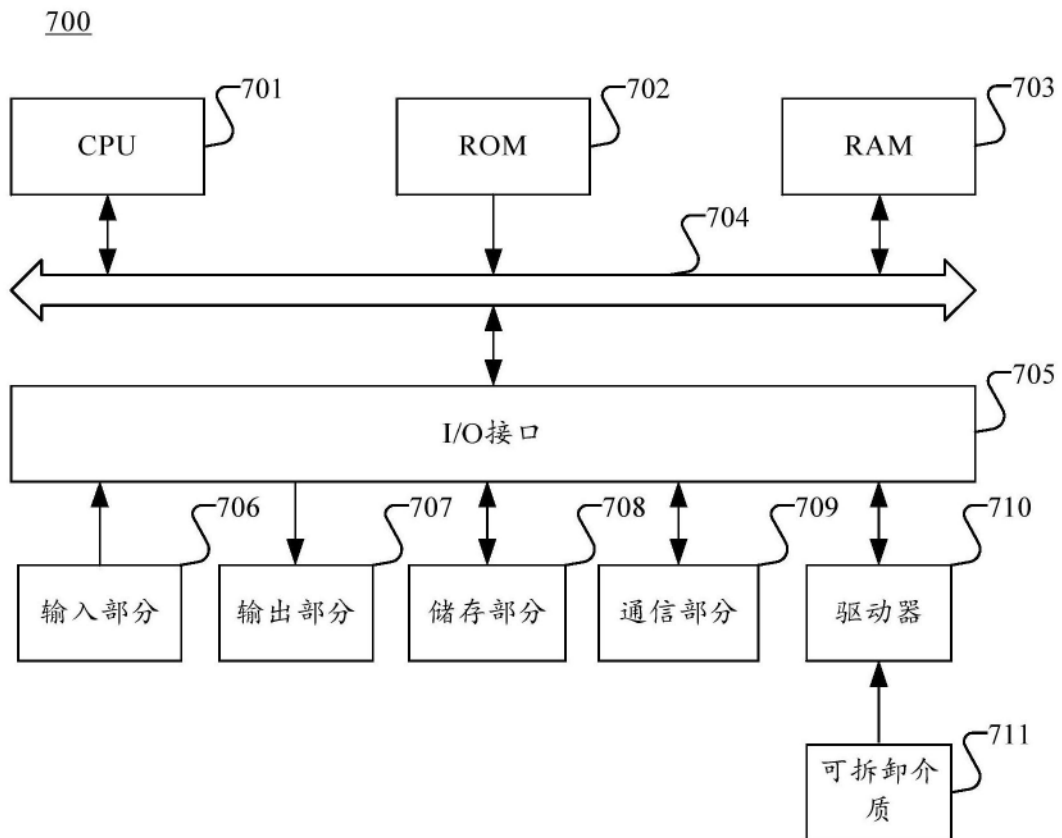 700
701
702
703
CPU
ROM
RAM
704
705
I/O接口
706
707
708
709
710
输入部分
输出部分
储存部分
通信部分
驱动器
711
可拆卸介
质